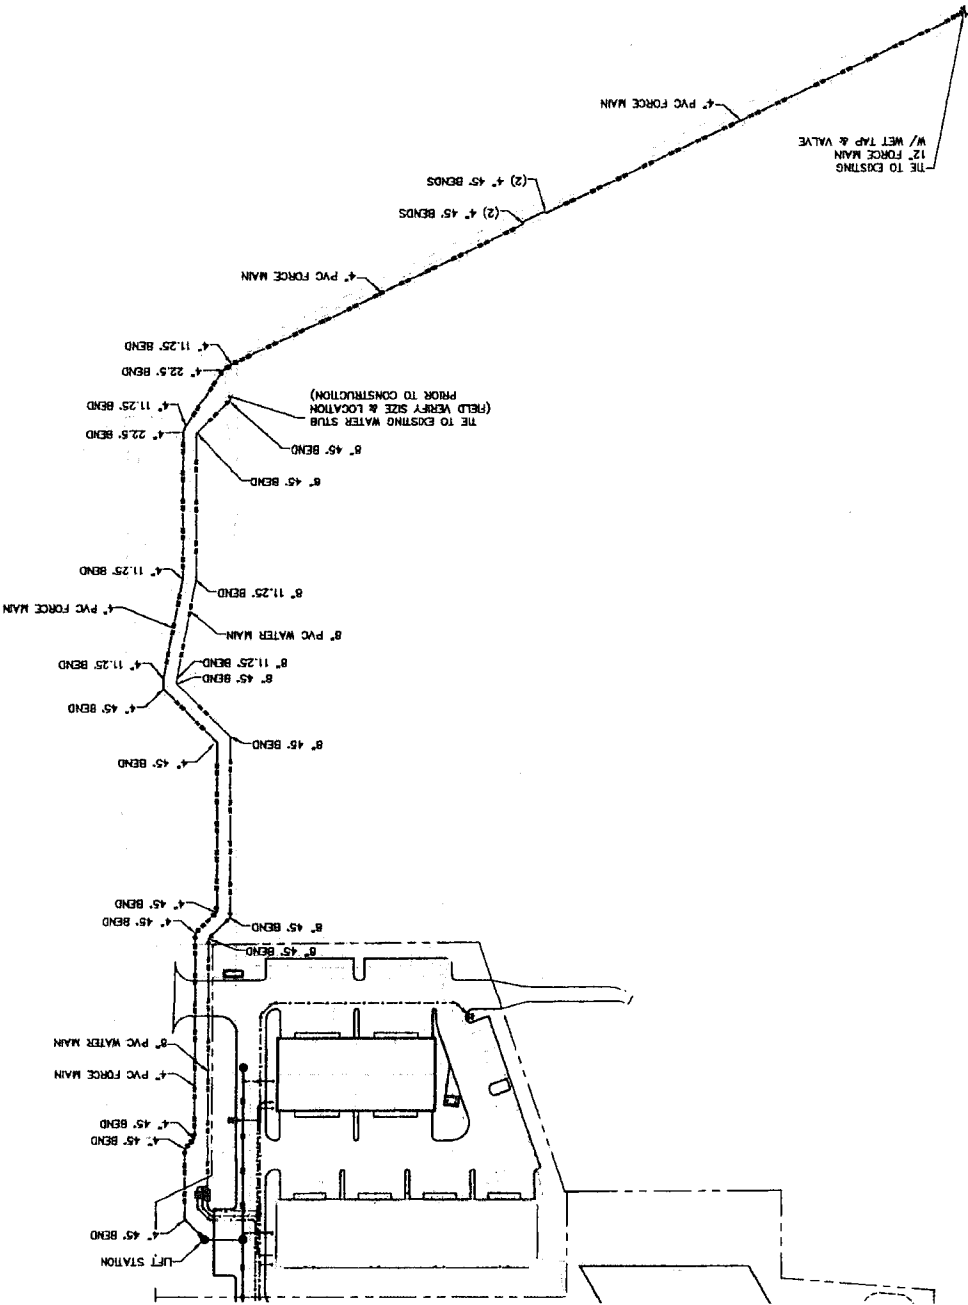 LIFT STATION
4" 45° BEND
4" 45° BEND
4" 45° BEND
4" PVC FORCE MAIN
8" PVC WATER MAIN
8" 45° BEND
8" 45° BEND
4" 45° BEND
4" 45° BEND
4" 45° BEND
8" 45° BEND
4" 45° BEND
8" 45° BEND
8" 11.25° BEND
4" 11.25° BEND
8" PVC WATER MAIN
4" PVC FORCE MAIN
8" 11.25° BEND
4" 11.25° BEND
8" 45° BEND
8" 45° BEND
4" 22.5° BEND
4" 11.25° BEND
TIE TO EXISTING WATER STUB
(FIELD VERIFY SIZE & LOCATION
PRIOR TO CONSTRUCTION)
4" 22.5° BEND
4" 11.25° BEND
4" PVC FORCE MAIN
(2) 4" 45° BENDS
(2) 4" 45° BENDS
TIE TO EXISTING
12" FORCE MAIN
W/ WET TAP & VALVE
4" PVC FORCE MAIN